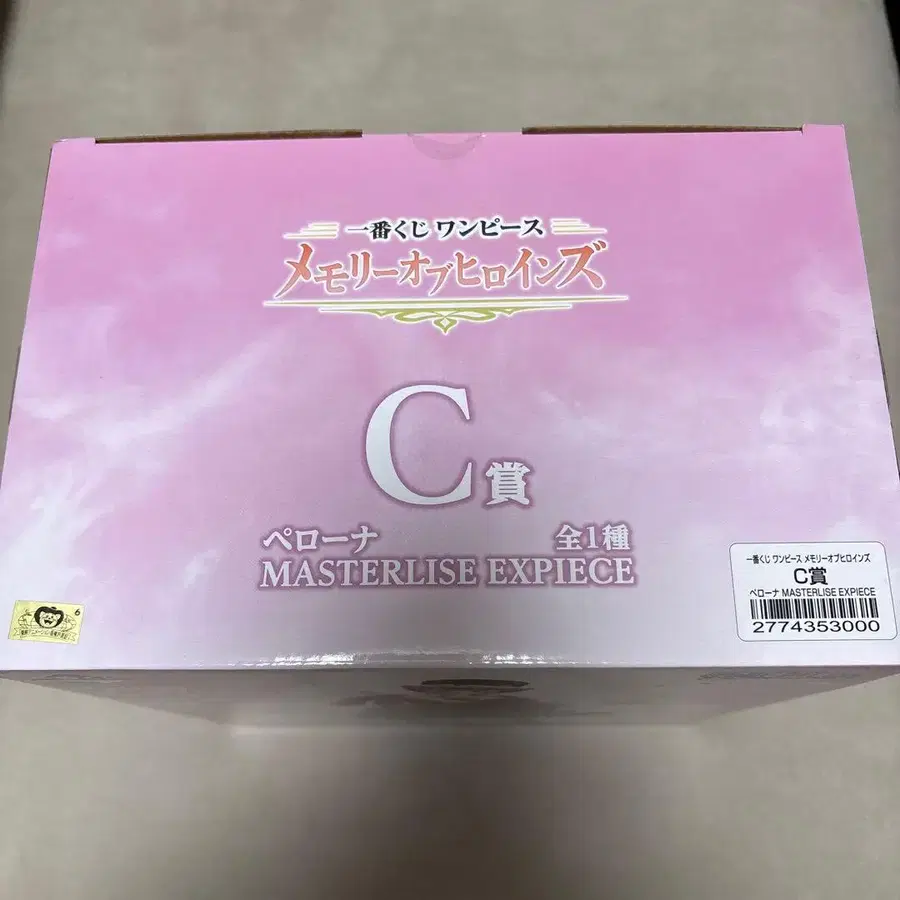 一番くじ ワンピース
メモリーオブヒロインズ
C賞
ペローナ 全1種
MASTERLISE EXPIECE
一番くじ ワンピース メモリーオブヒロインズ
C賞
ペローナ MASTERLISE EXPIECE
2774353000
6